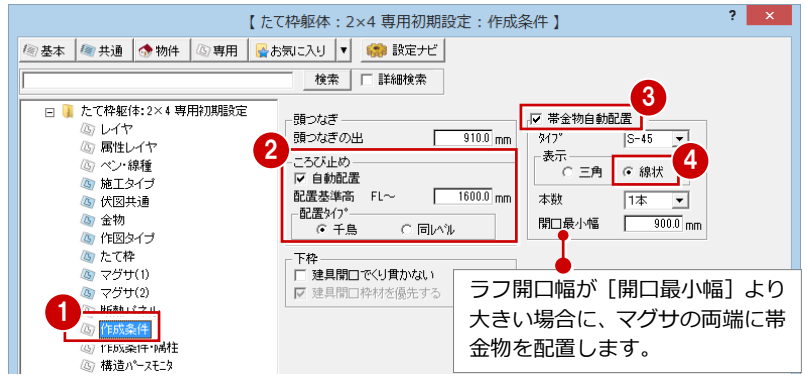 【 たて枠躯体：2×4 専用初期設定：作成条件 】
? ×
基本 共通 物件 専用 お気に入り ▼ 設定ナビ
検索 詳細検索
たて枠躯体:2×4 専用初期設定
レイヤ
属性レイヤ
ペン・線種
施工タイプ
伏図共通
金物
作図タイプ
たて枠
マグサ(1)
マグサ(2)
断熱パネル
1
作成条件
作成条件・隅柱
構造パースモニタ
頭つなぎ
頭つなぎの出 910.0 mm
2
ころび止め
自動配置
配置基準高 FL～ 1600.0 mm
配置タイプ
千鳥 同レベル
下枠
建具開口でくり貫かない
建具開口枠材を優先する
3
帯金物自動配置
タイプ S-45
表示
4
三角 線状
本数 1本
開口最小幅 900.0 mm
ラフ開口幅が［開口最小幅］より
大きい場合に、マグサの両端に帯
金物を配置します。